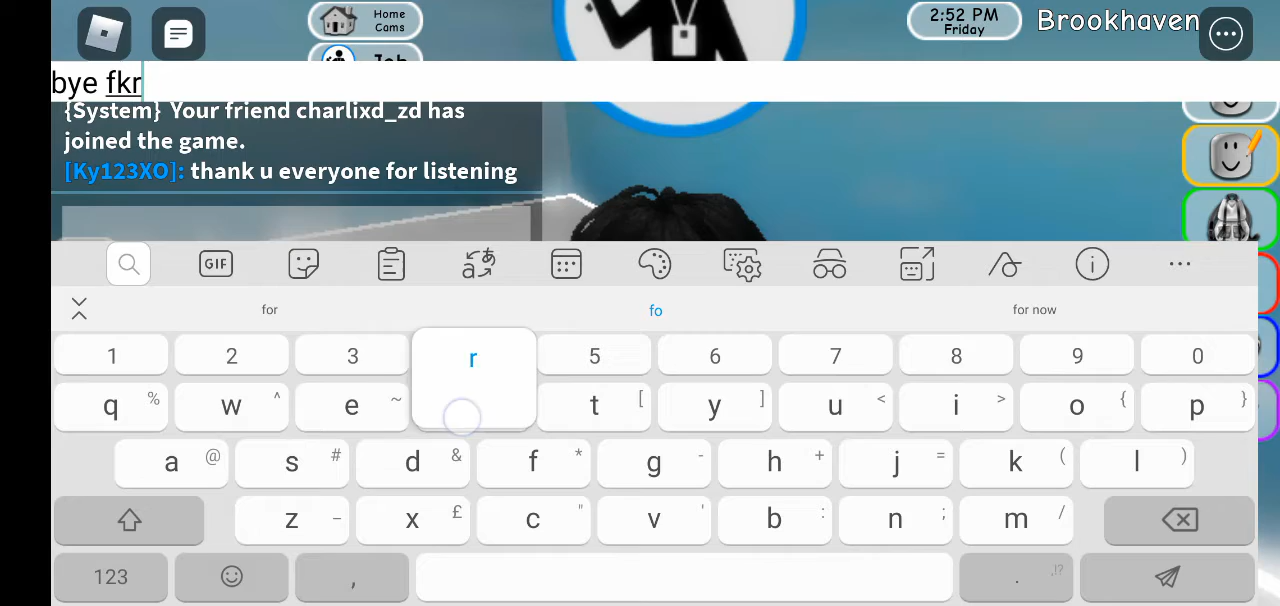 Home
Cams
2:52 PM
Friday
Brookhaven
bye fkr
{System} Your friend charlixd_zd has
joined the game.
[Ky123XO]: thank u everyone for listening
GIF
for fo for now
1 2 3 r 5 6 7 8 9 0
q % w ^ e ~ t [ y ] u < i > o { p }
a @ s # d & f * g - h + j = k ( l )
z _ x £ c " v ' b : n ; m /
123 , . ,!?